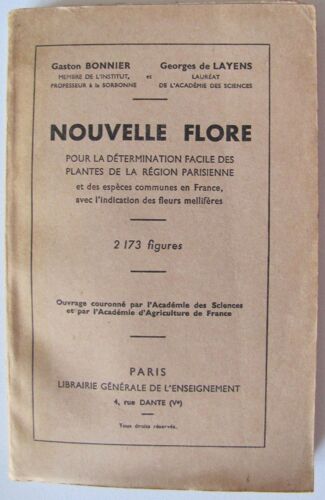 Gaston BONNIER et Georges de LAYENS
MEMBRE DE L'INSTITUT, LAURÉAT
PROFESSEUR à la SORBONNE DE L'ACADÉMIE DES SCIENCES
NOUVELLE FLORE
POUR LA DÉTERMINATION FACILE DES
PLANTES DE LA RÉGION PARISIENNE
et des espèces communes en France,
avec l'indication des fleurs mellifères
2 173 figures
Ouvrage couronné par l'Académie des Sciences
et par l'Académie d'Agriculture de France
PARIS
LIBRAIRIE GÉNÉRALE DE L'ENSEIGNEMENT
4, rue DANTE (Vᵉ)
Tous droits réservés.